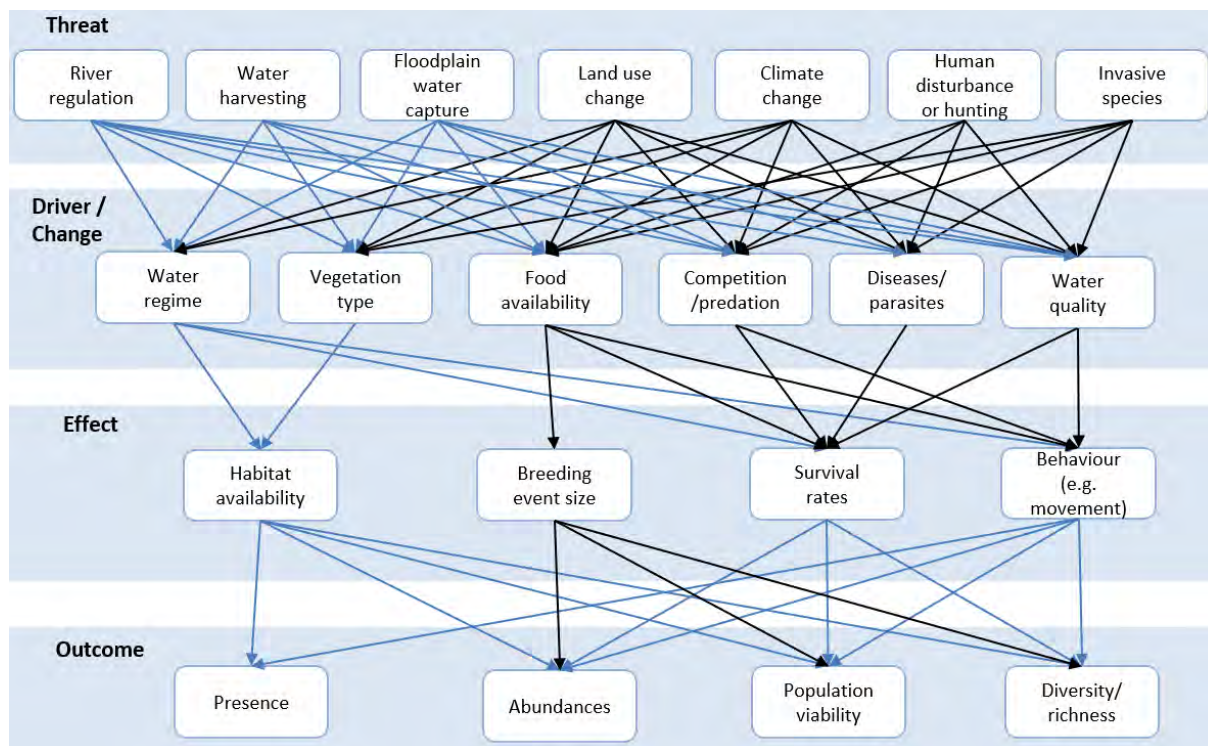 Threat
River
regulation
Water
harvesting
Floodplain
water
capture
Land use
change
Climate
change
Human
disturbance
or hunting
Invasive
species
Driver /
Change
Water
regime
Vegetation
type
Food
availability
Competition
/predation
Diseases/
parasites
Water
quality
Effect
Habitat
availability
Breeding
event size
Survival
rates
Behaviour
(e.g.
movement)
Outcome
Presence
Abundances
Population
viability
Diversity/
richness